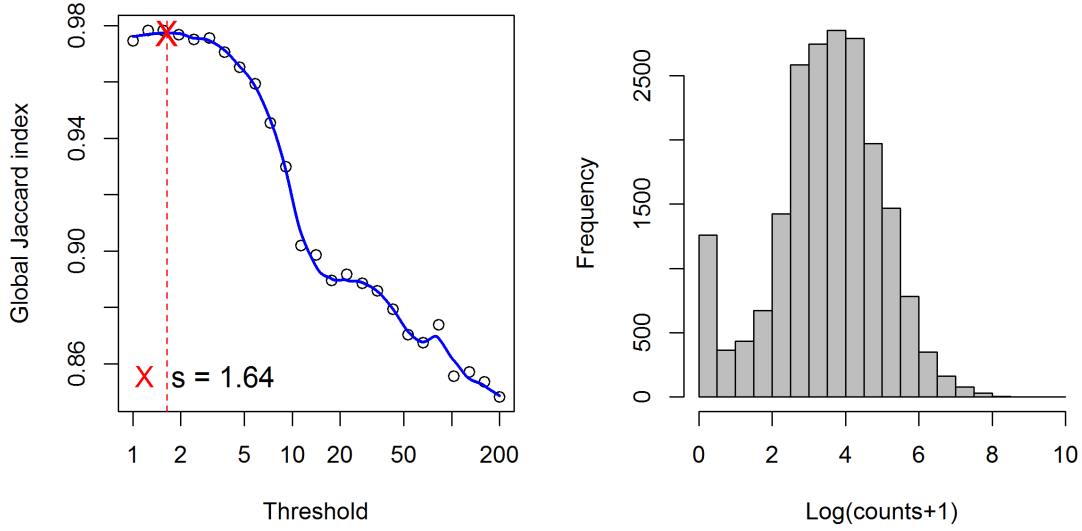 Global Jaccard index
0.98
0.94
0.90
0.86
X s = 1.64
1 2 5 10 20 50 200
Threshold
Frequency
2500
1500
500
0
0 2 4 6 8 10
Log(counts+1)